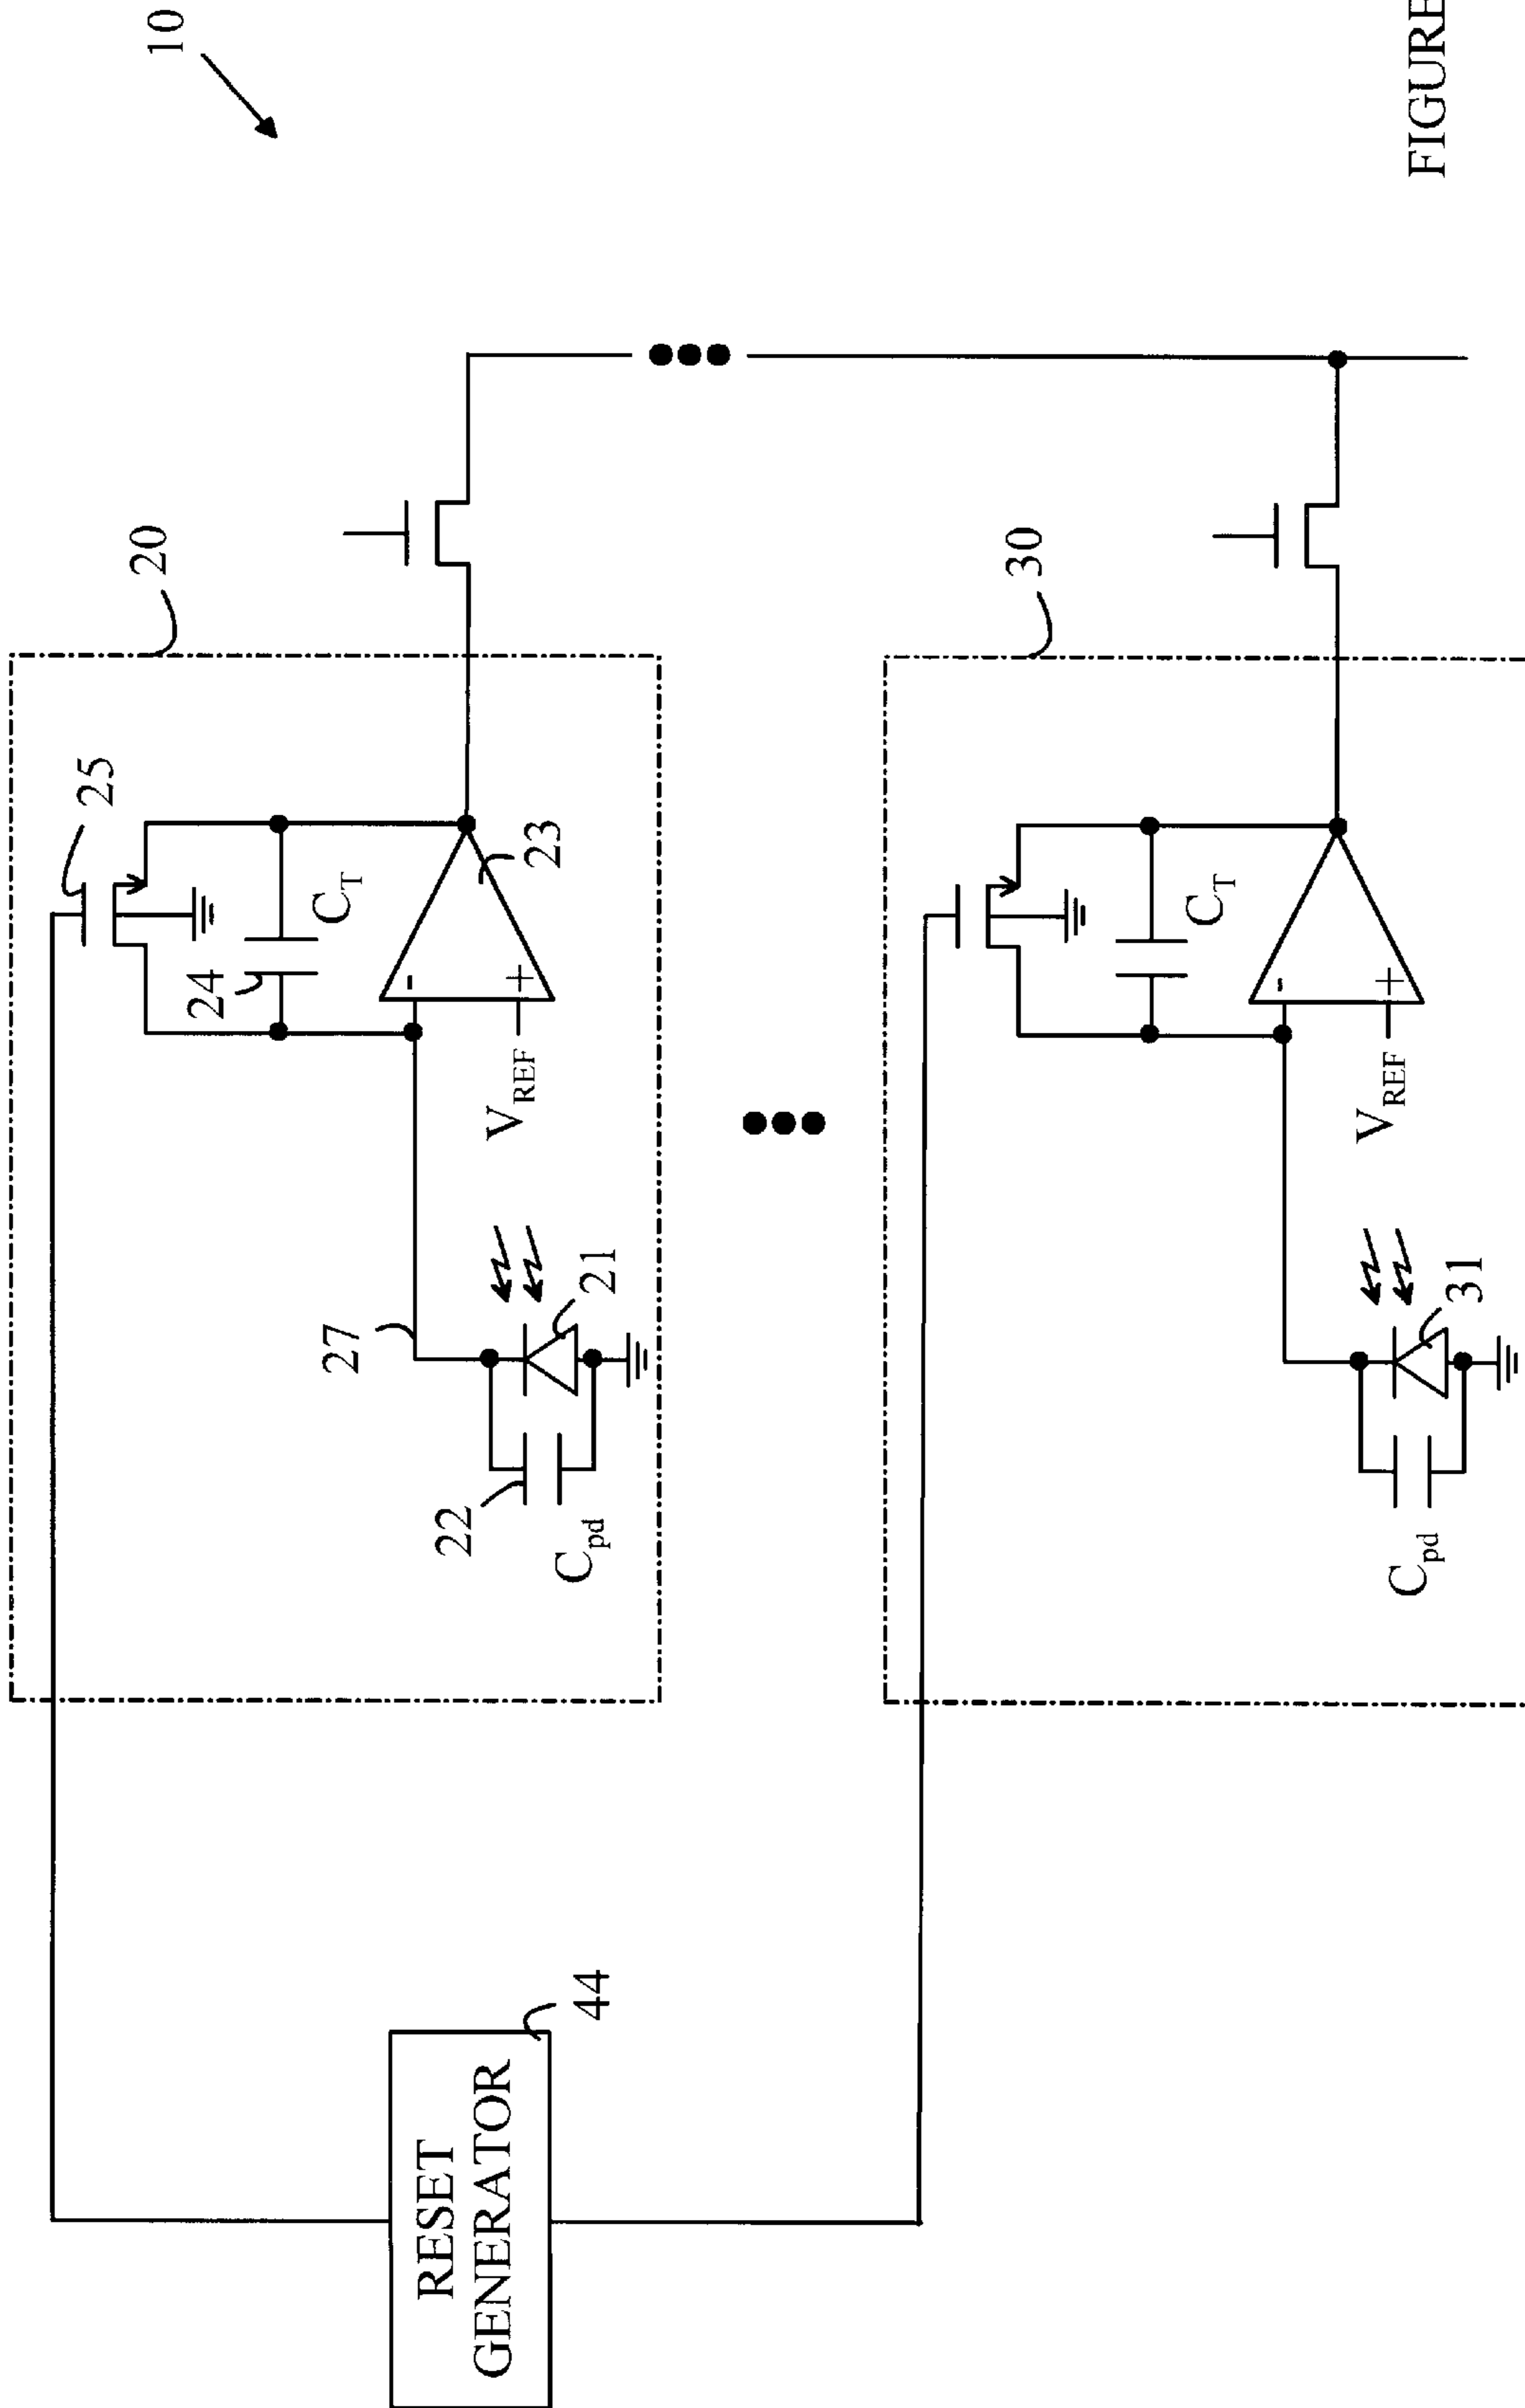 10
20
25
24
C_T
23
V_REF
27
21
22
C_pd
RESET
GENERATOR
44
30
C_T
-
+
-
+
V_REF
31
C_pd
FIGURE